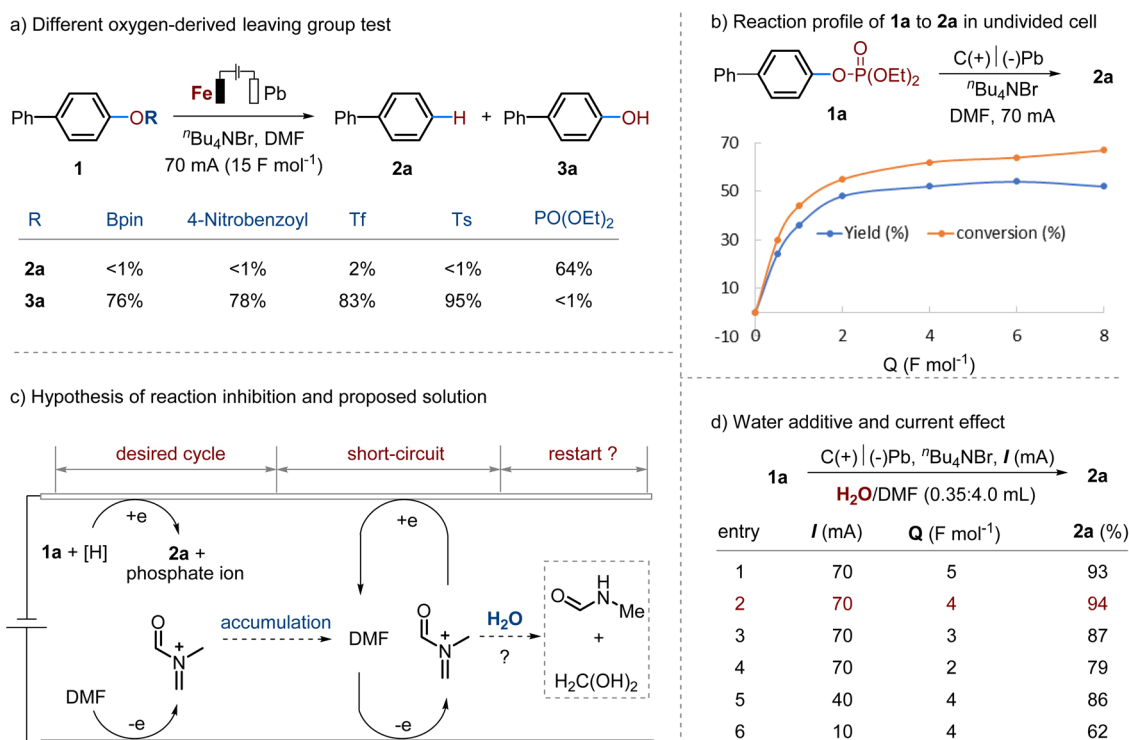 a) Different oxygen-derived leaving group test
Fe Pb
Ph OR
ⁿBu₄NBr, DMF
70 mA (15 F mol⁻¹)
1
Ph H
2a
+
Ph OH
3a
R Bpin 4-Nitrobenzoyl Tf Ts PO(OEt)₂
2a <1% <1% 2% <1% 64%
3a 76% 78% 83% 95% <1%
b) Reaction profile of 1a to 2a in undivided cell
O
Ph O-P(OEt)₂
1a
C(+)|(-)Pb
ⁿBu₄NBr
DMF, 70 mA
2a
70
50
30
10
-10
Yield (%) conversion (%)
0 2 4 6 8
Q (F mol⁻¹)
c) Hypothesis of reaction inhibition and proposed solution
desired cycle short-circuit restart ?
+e +e
1a + [H] 2a +
phosphate ion
O
+
N
DMF
-e
accumulation
DMF
O
+
N
-e
H₂O
?
O H
N Me
+
H₂C(OH)₂
d) Water additive and current effect
1a
C(+)|(-)Pb, ⁿBu₄NBr, I (mA)
H₂O/DMF (0.35:4.0 mL)
2a
entry I (mA) Q (F mol⁻¹) 2a (%)
1 70 5 93
2 70 4 94
3 70 3 87
4 70 2 79
5 40 4 86
6 10 4 62